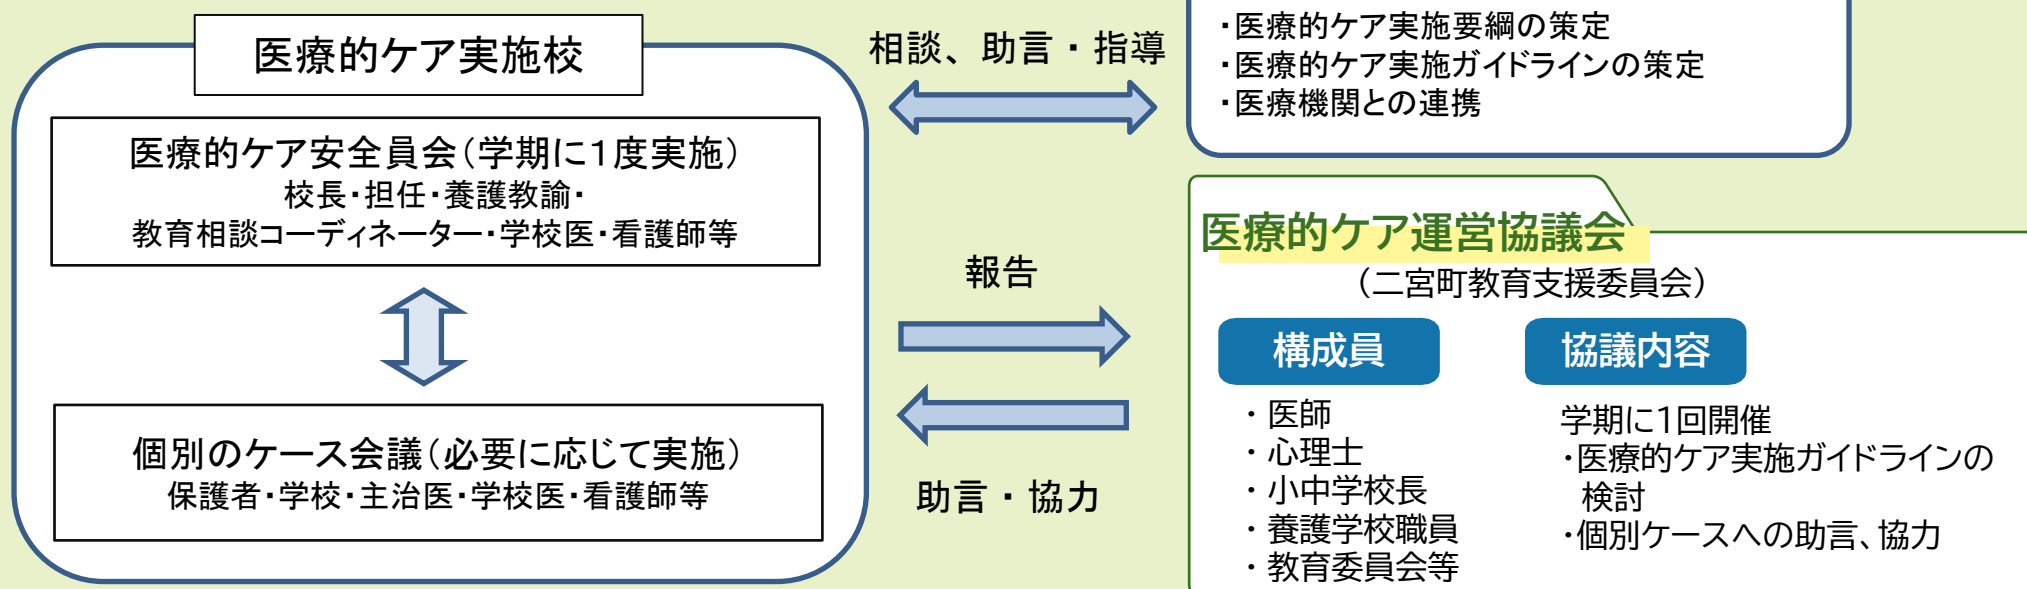 医療的ケア実施校
医療的ケア安全員会（学期に1度実施）
校長・担任・養護教諭・
教育相談コーディネーター・学校医・看護師等
個別のケース会議（必要に応じて実施）
保護者・学校・主治医・学校医・看護師等
相談、助言・指導
報告
助言・協力
・医療的ケア実施要綱の策定
・医療的ケア実施ガイドラインの策定
・医療機関との連携
医療的ケア運営協議会
（二宮町教育支援委員会）
構成員
・医師
・心理士
・小中学校長
・養護学校職員
・教育委員会等
協議内容
学期に1回開催
・医療的ケア実施ガイドラインの
検討
・個別ケースへの助言、協力